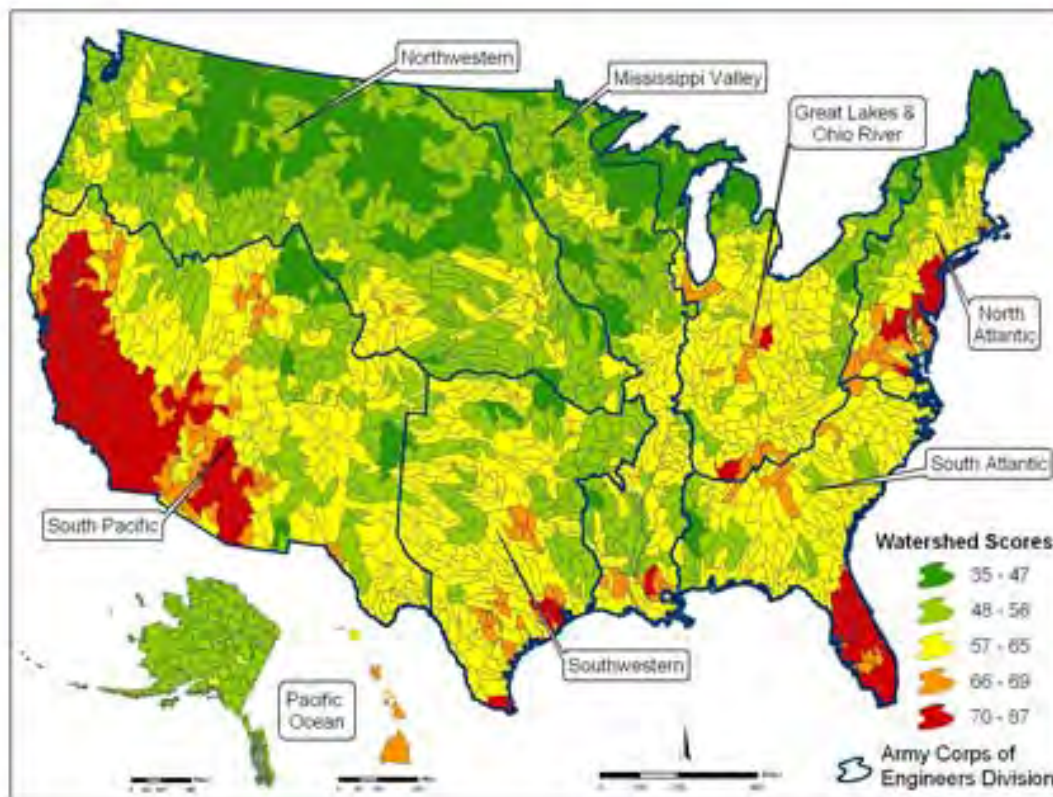 Northwestern
Mississippi Valley
Great Lakes &
Ohio River
North
Atlantic
South Atlantic
South Pacific
Southwestern
Pacific
Ocean
Watershed Scores
35 - 47
48 - 56
57 - 65
66 - 69
70 - 87
Army Corps of
Engineers Division